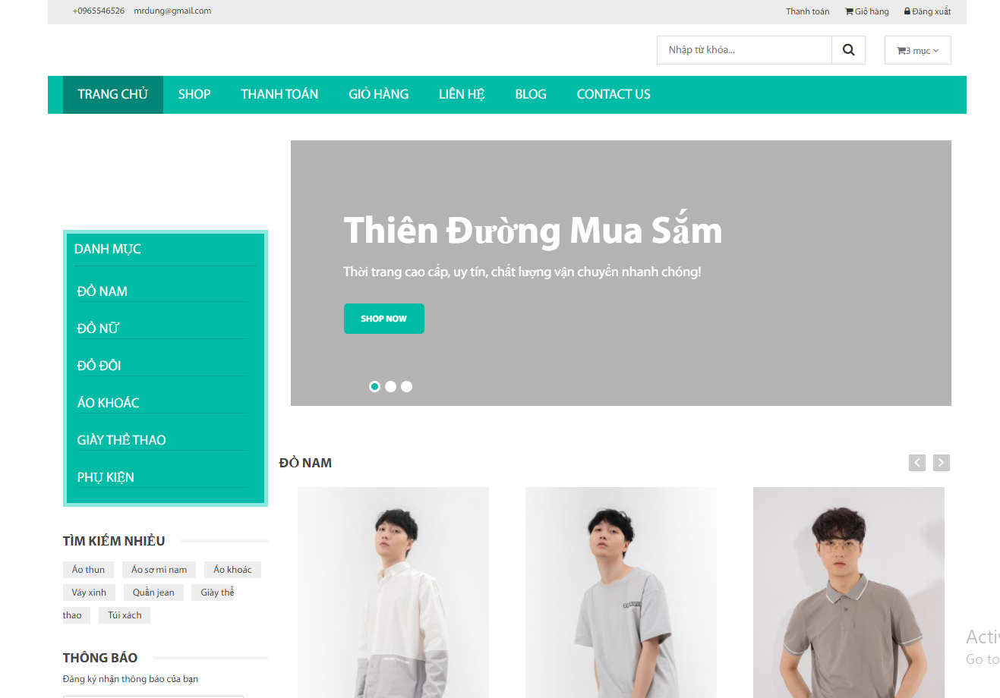 +0965546526 mrdung@gmail.com Thanh toán Giỏ hàng Đăng xuất
Nhập từ khóa... 3 mục
TRANG CHỦ SHOP THANH TOÁN GIỎ HÀNG LIÊN HỆ BLOG CONTACT US
Thiên Đường Mua Sắm
Thời trang cao cấp, uy tín, chất lượng vận chuyển nhanh chóng!
SHOP NOW
DANH MỤC
ĐỒ NAM
ĐỒ NỮ
ĐỒ ĐÔI
ÁO KHOÁC
GIÀY THỂ THAO
PHỤ KIỆN
ĐỒ NAM
TÌM KIẾM NHIỀU
Áo thun Áo sơ mi nam Áo khoác
Váy xinh Quần jean Giày thể
thao Túi xách
THÔNG BÁO
Đăng ký nhận thông báo của bạn
Go to